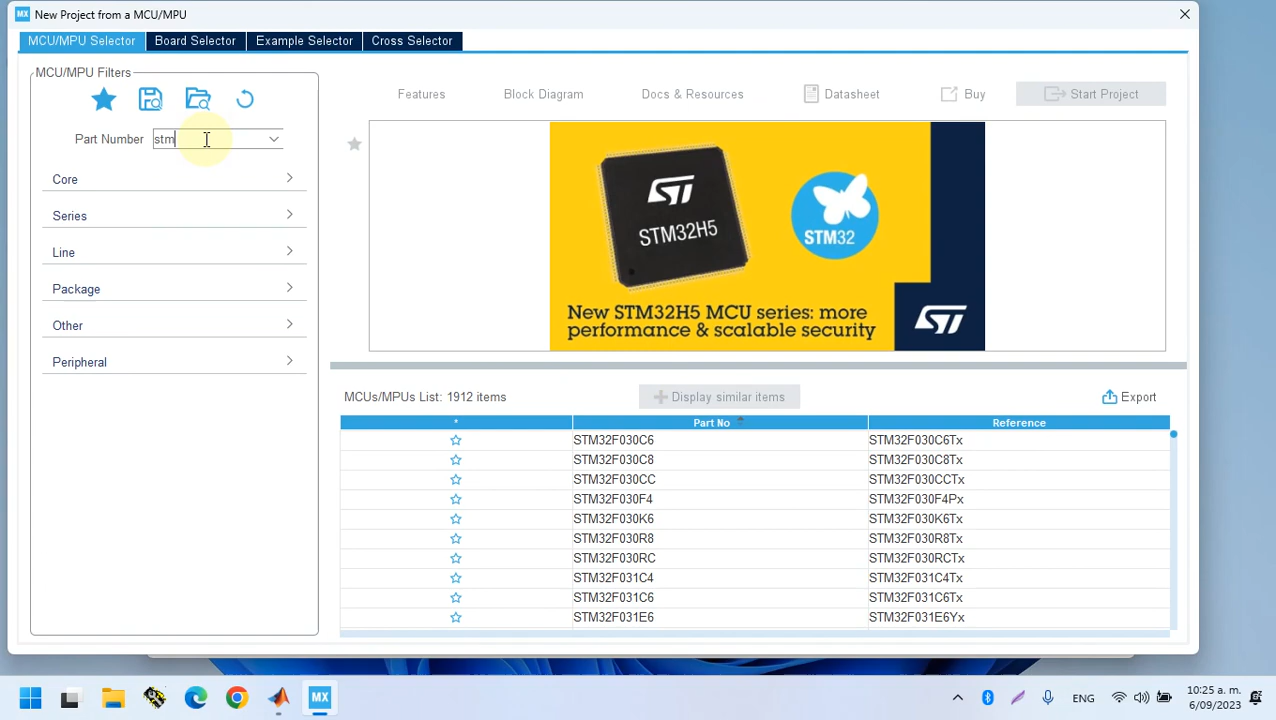 MX New Project from a MCU/MPU
MCU/MPU Selector Board Selector Example Selector Cross Selector
MCU/MPU Filters
Features Block Diagram Docs & Resources Datasheet Buy Start Project
Part Number stm
Core
Series
Line
Package
Other
Peripheral
ST
STM32H5
STM32
New STM32H5 MCU series: more
performance & scalable security
ST
MCUs/MPUs List: 1912 items Display similar items Export
* Part No Reference
STM32F030C6 STM32F030C6Tx
STM32F030C8 STM32F030C8Tx
STM32F030CC STM32F030CCTx
STM32F030F4 STM32F030F4Px
STM32F030K6 STM32F030K6Tx
STM32F030R8 STM32F030R8Tx
STM32F030RC STM32F030RCTx
STM32F031C4 STM32F031C4Tx
STM32F031C6 STM32F031C6Tx
STM32F031E6 STM32F031E6Yx
MX
ENG
10:25 a. m.
6/09/2023